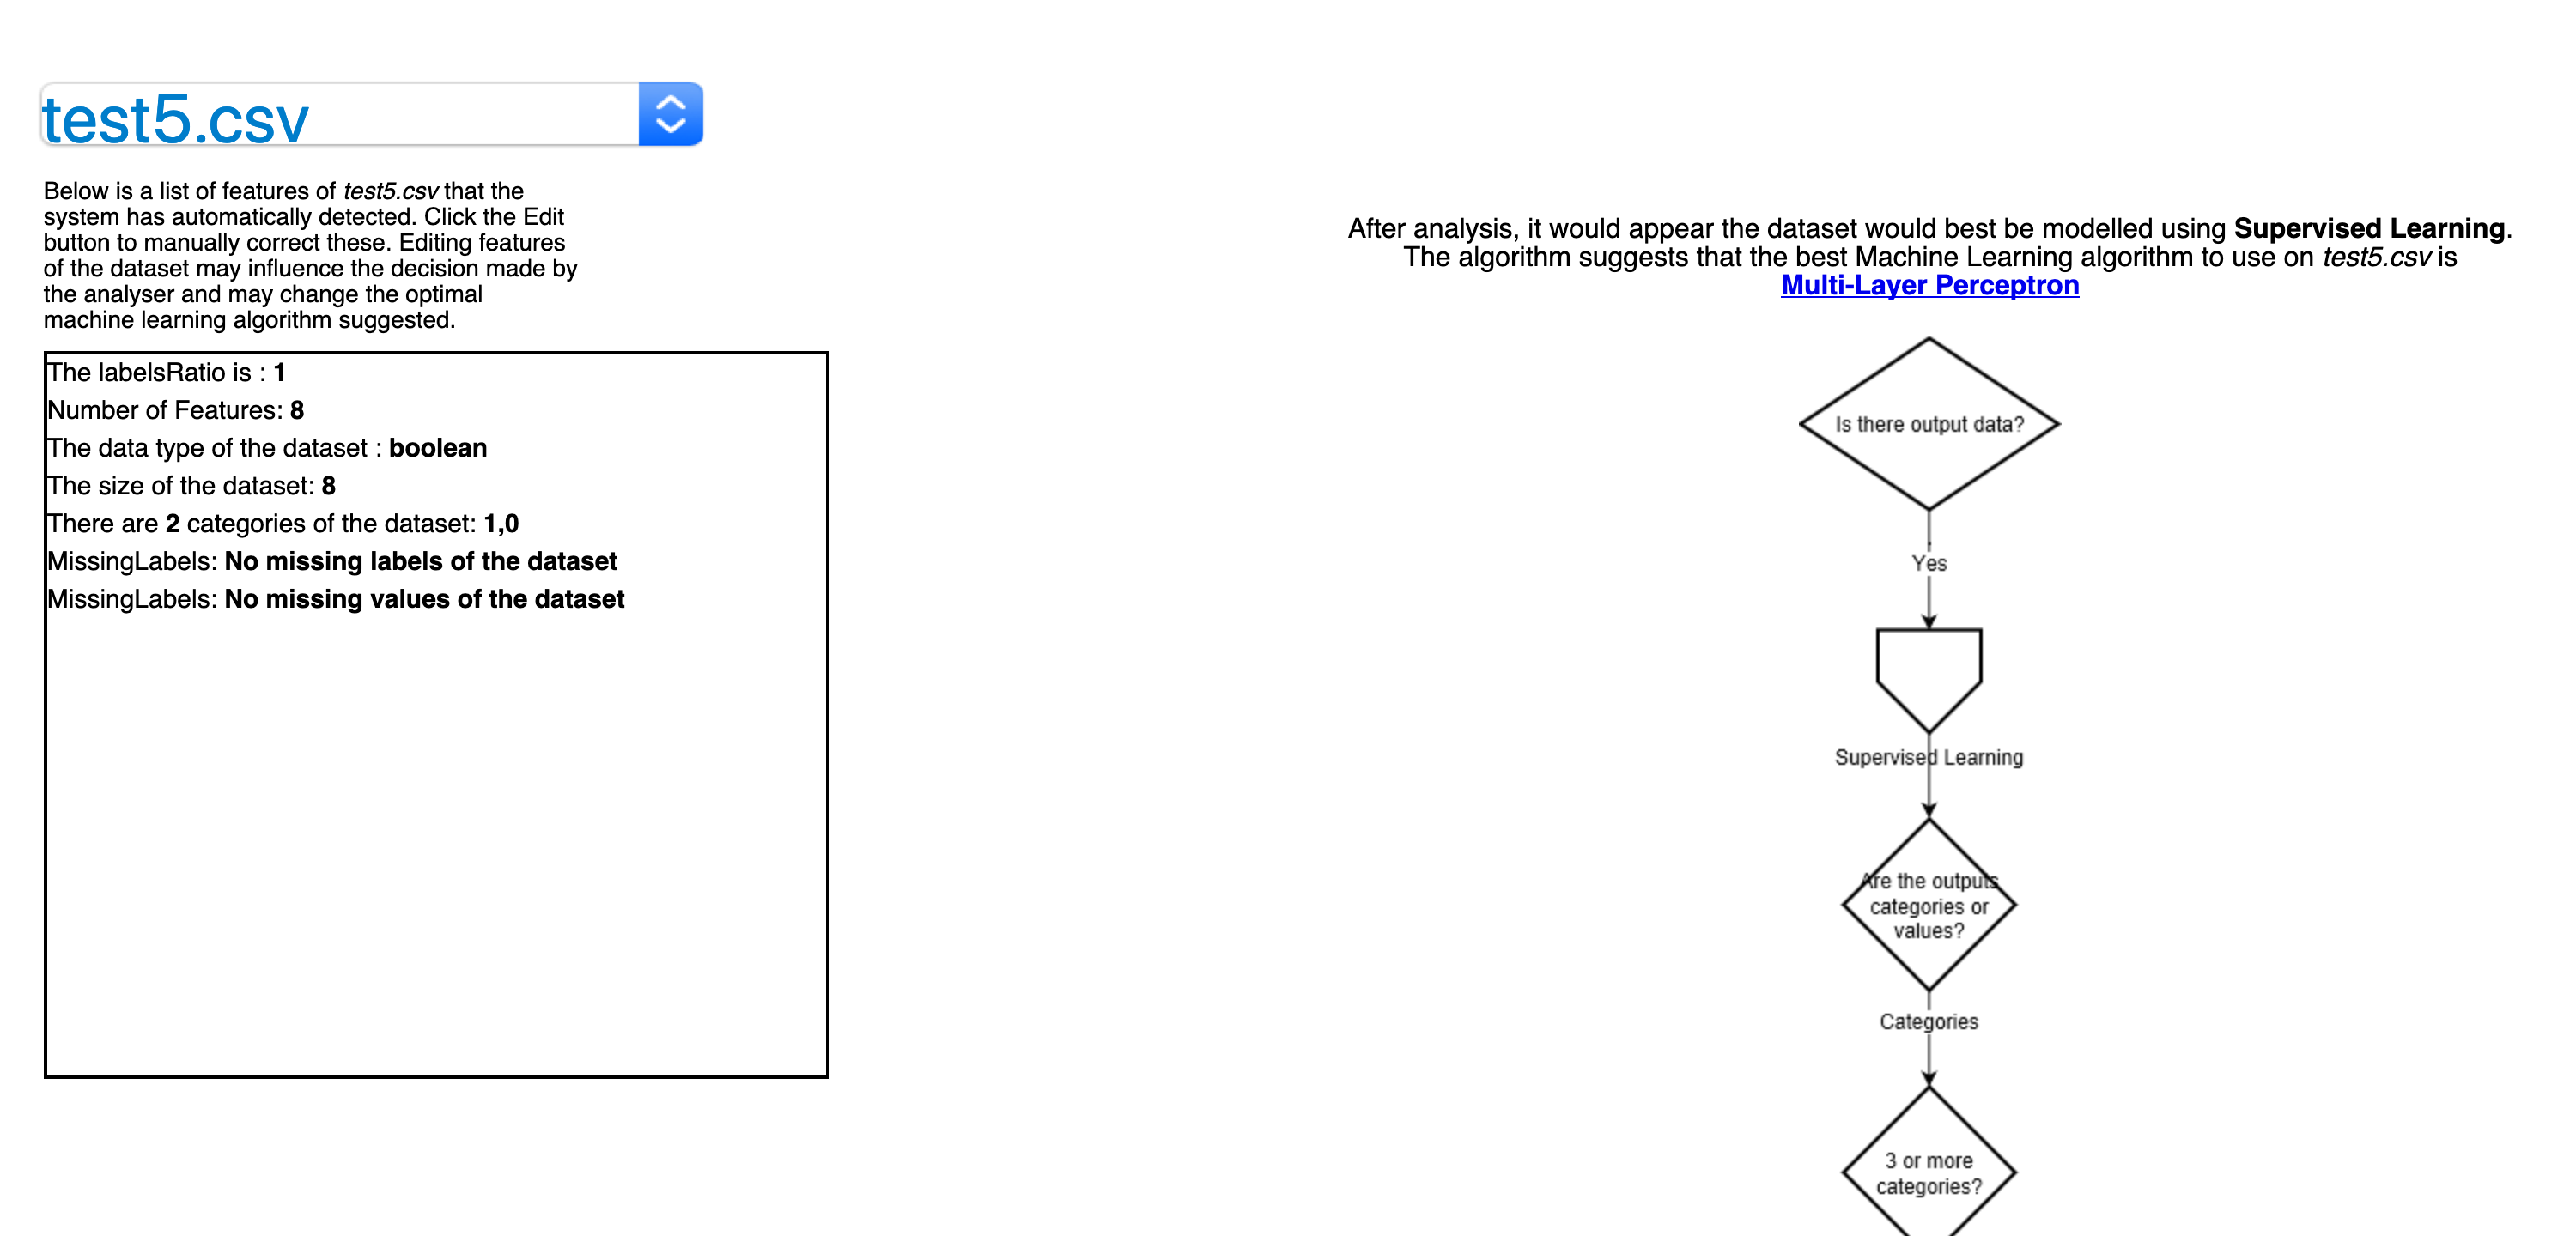 test5.csv
Below is a list of features of test5.csv that the
system has automatically detected. Click the Edit
button to manually correct these. Editing features
of the dataset may influence the decision made by
the analyser and may change the optimal
machine learning algorithm suggested.
The labelsRatio is : 1
Number of Features: 8
The data type of the dataset : boolean
The size of the dataset: 8
There are 2 categories of the dataset: 1,0
MissingLabels: No missing labels of the dataset
MissingLabels: No missing values of the dataset
After analysis, it would appear the dataset would best be modelled using Supervised Learning.
The algorithm suggests that the best Machine Learning algorithm to use on test5.csv is
Multi-Layer Perceptron
Is there output data?
Yes
Supervised Learning
Are the outputs
categories or
values?
Categories
3 or more
categories?